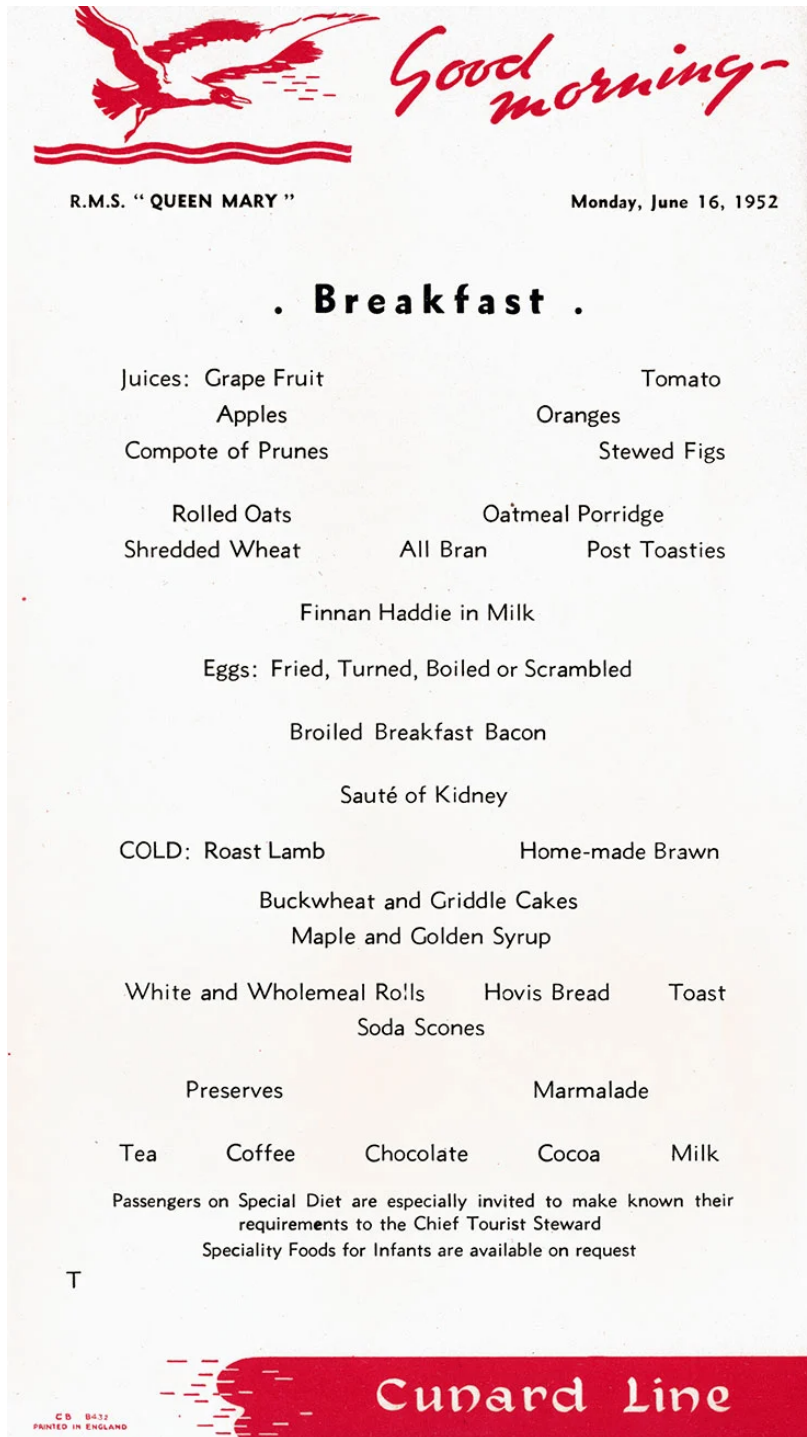 Good
morning-
R.M.S. “ QUEEN MARY ” Monday, June 16, 1952
. Breakfast .
Juices: Grape Fruit Tomato
Apples Oranges
Compote of Prunes Stewed Figs
Rolled Oats Oatmeal Porridge
Shredded Wheat All Bran Post Toasties
Finnan Haddie in Milk
Eggs: Fried, Turned, Boiled or Scrambled
Broiled Breakfast Bacon
Sauté of Kidney
COLD: Roast Lamb Home-made Brawn
Buckwheat and Griddle Cakes
Maple and Golden Syrup
White and Wholemeal Rolls Hovis Bread Toast
Soda Scones
Preserves Marmalade
Tea Coffee Chocolate Cocoa Milk
Passengers on Special Diet are especially invited to make known their
requirements to the Chief Tourist Steward
Speciality Foods for Infants are available on request
T
Cunard Line
C B B432
PRINTED IN ENGLAND